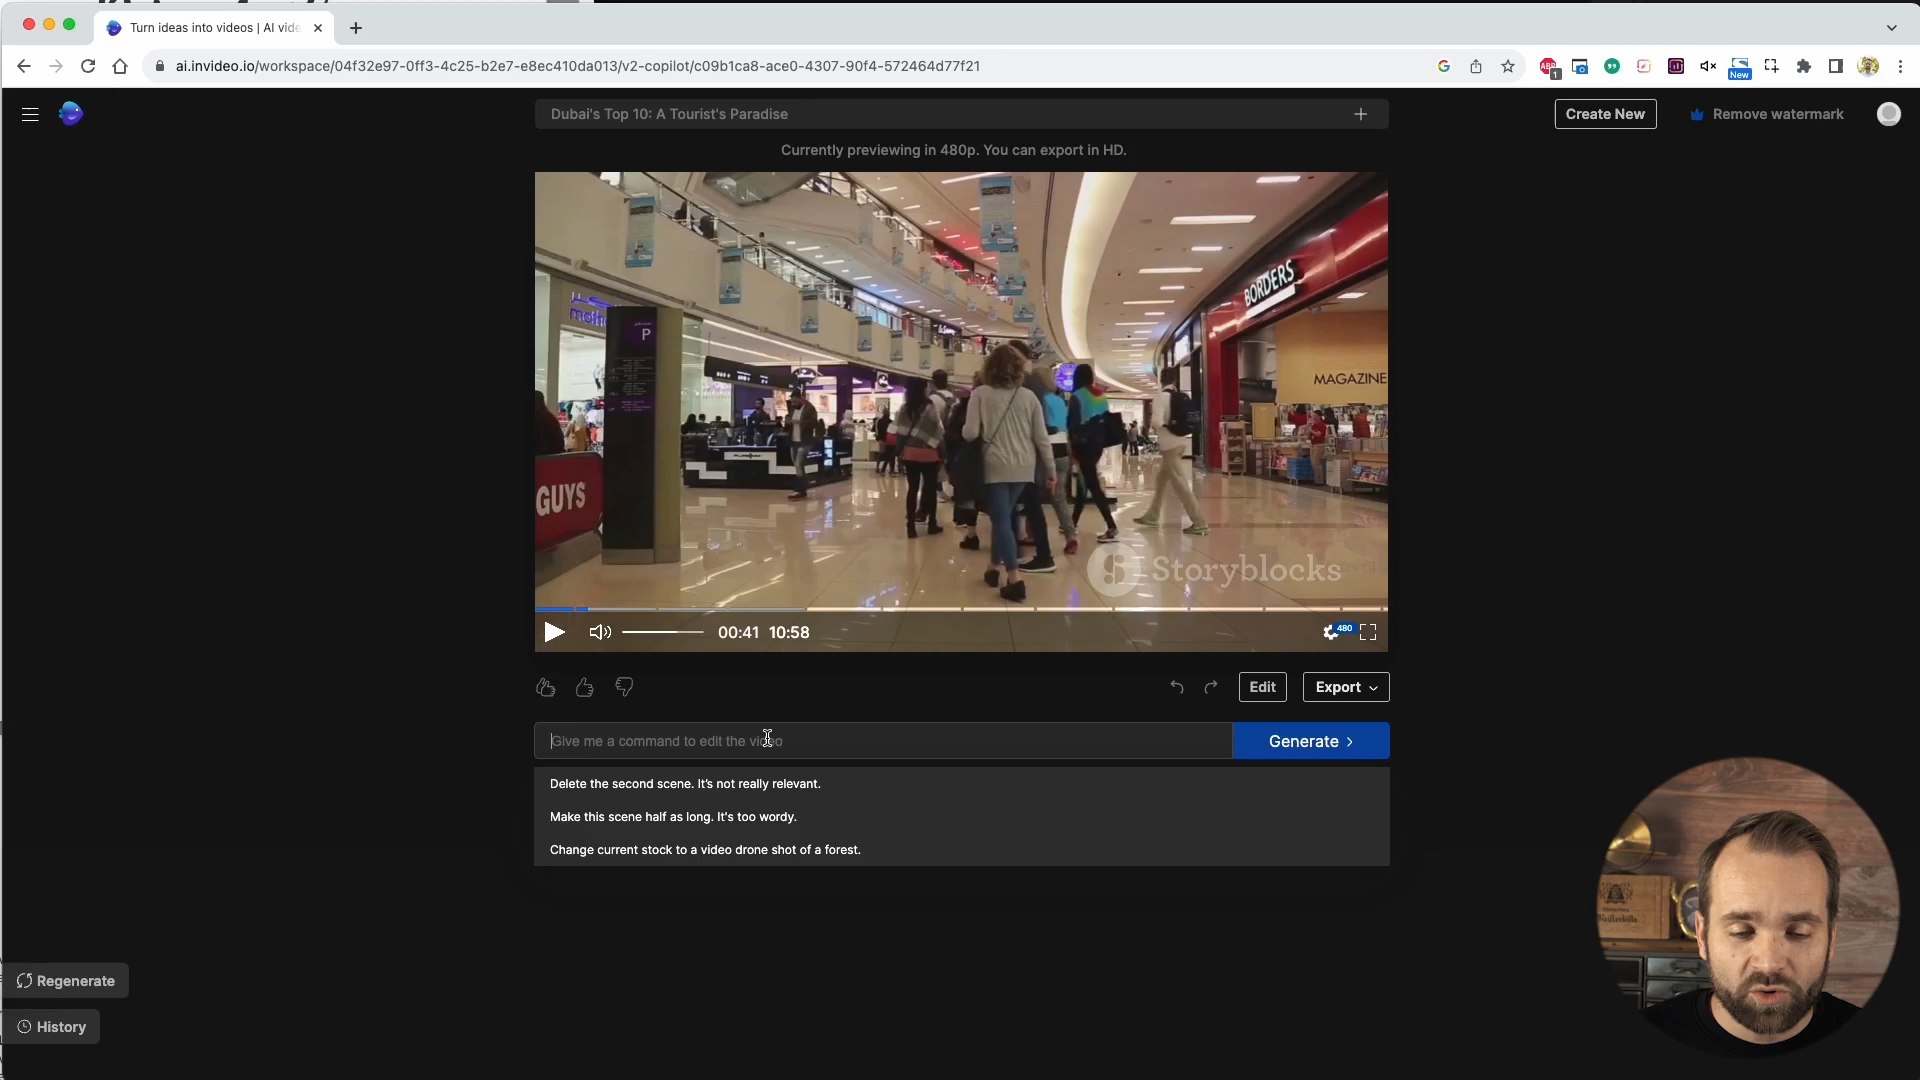 Turn ideas into videos | AI vide
ai.invideo.io/workspace/04f32e97-0ff3-4c25-b2e7-e8ec410da013/v2-copilot/c09b1ca8-ace0-4307-90f4-572464d77f21
ABP
1
New
Dubai's Top 10: A Tourist's Paradise
Create New
Remove watermark
Currently previewing in 480p. You can export in HD.
BORDERS
P
MAGAZINE
GUYS
Storyblocks
00:41 10:58
480
Edit
Export
Give me a command to edit the video
Generate
Delete the second scene. It's not really relevant.
Make this scene half as long. It's too wordy.
Change current stock to a video drone shot of a forest.
Regenerate
History